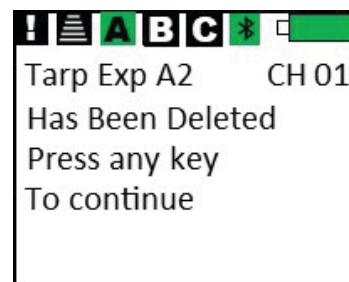 ! A B C
Tarp Exp A2 CH 01
Has Been Deleted
Press any key
To continue